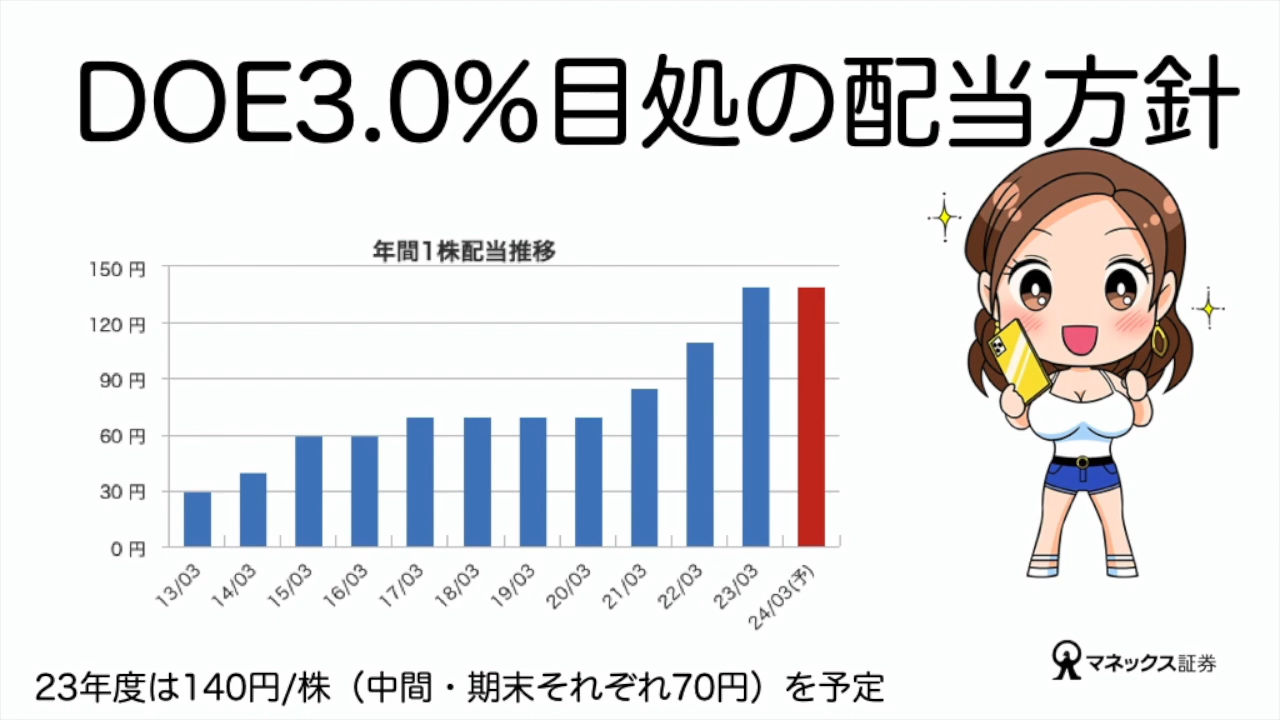 DOE3.0%目処の配当方針
年間1株配当推移
150 円
120 円
90 円
60 円
30 円
0 円
13/03
14/03
15/03
16/03
17/03
18/03
19/03
20/03
21/03
22/03
23/03
24/03(予)
マネックス証券
23年度は140円/株（中間・期末それぞれ70円）を予定